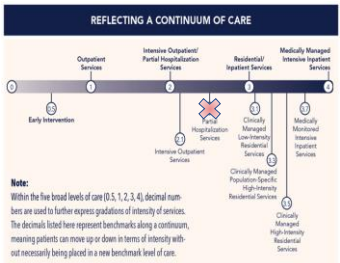 REFLECTING A CONTINUUM OF CARE
Intensive Outpatient/
Partial Hospitalization
Services
Medically Managed
Intensive Inpatient
Services
Outpatient
Services
Residential/
Inpatient Services
0
1
2
3
4
0.5
Early Intervention
2.1
Intensive Outpatient
Services
Partial
Hospitalization
Services
3.1
Clinically
Managed
Low-Intensity
Residential
Services
3.3
Clinically Managed
Population-Specific
High-Intensity
Residential Services
3.5
Clinically
Managed
High-Intensity
Residential
Services
3.7
Medically
Monitored
Intensive
Inpatient
Services
Note:
Within the five broad levels of care (0.5, 1, 2, 3, 4), decimal num-
bers are used to further express gradations of intensity of services.
The decimals listed here represent benchmarks along a continuum,
meaning patients can move up or down in terms of intensity with-
out necessarily being placed in a new benchmark level of care.